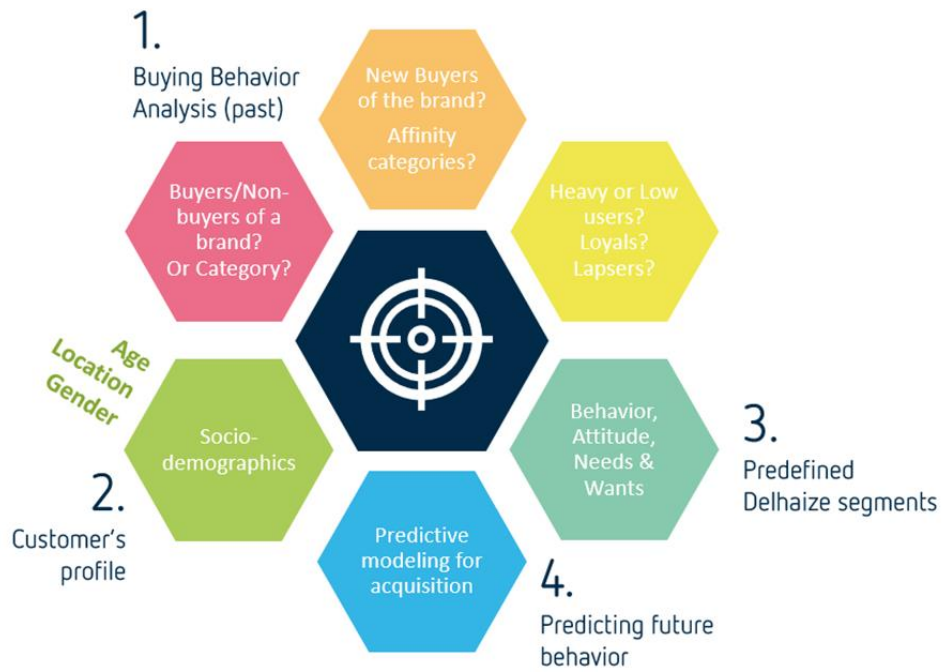 1.
Buying Behavior
Analysis (past)
New Buyers
of the brand?
Affinity
categories?
Buyers/Non-
buyers of a
brand?
Or Category?
Heavy or Low
users?
Loyals?
Lapsers?
Age
Location
Gender
Socio-
demographics
2.
Customer's
profile
Behavior,
Attitude,
Needs &
Wants
3.
Predefined
Delhaize segments
Predictive
modeling for
acquisition
4.
Predicting future
behavior